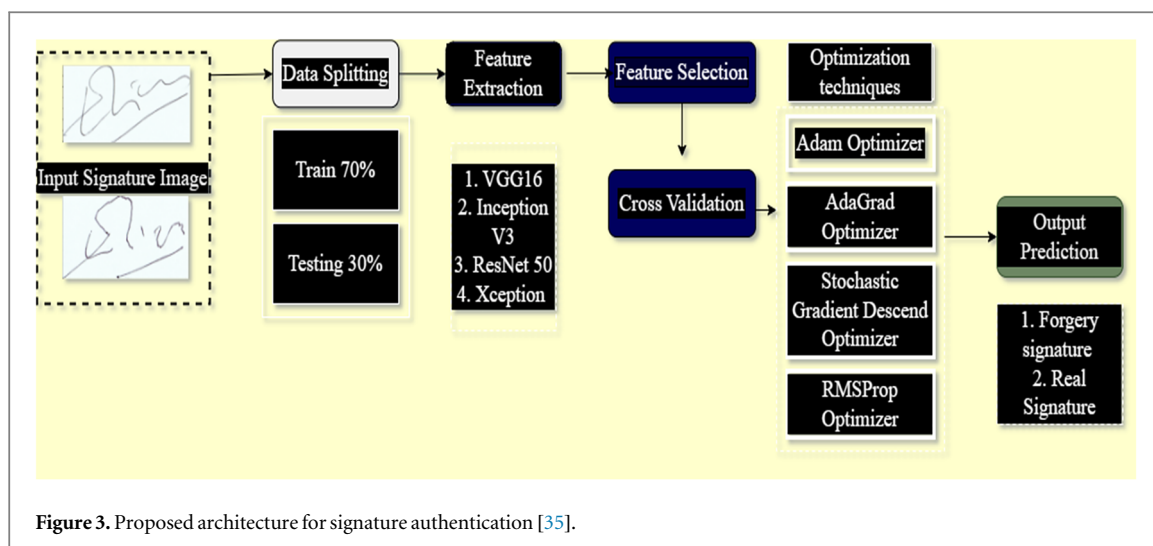 Input Signature Image
Data Splitting
Train 70%
Testing 30%
Feature
Extraction
1. VGG16
2. Inception
V3
3. ResNet 50
4. Xception
Feature Selection
Cross Validation
Optimization
techniques
Adam Optimizer
AdaGrad
Optimizer
Stochastic
Gradient Descend
Optimizer
RMSProp
Optimizer
Output
Prediction
1. Forgery
signature
2. Real
Signature
Figure 3. Proposed architecture for signature authentication [35].